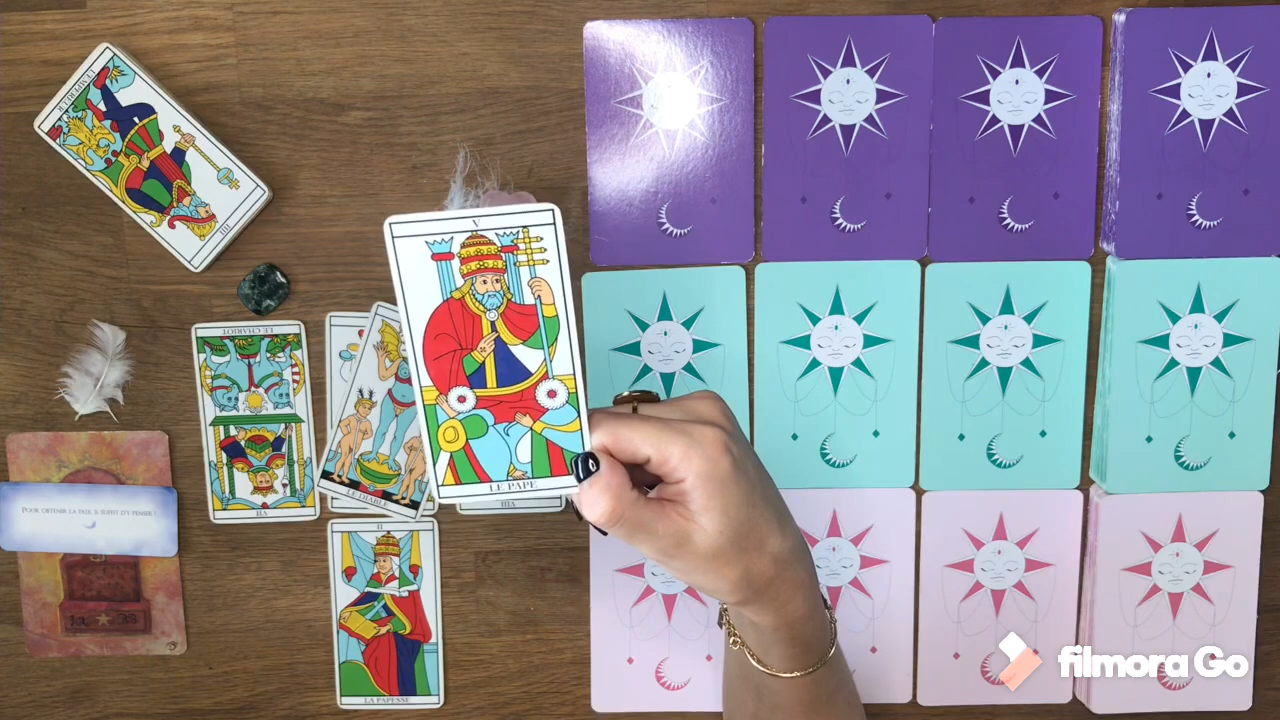 L'EMPEREUR
IIII
V
LE PAPE
LE CHARIOT
VII
LE DIABLE
VIII
POUR OBTENIR LA PAIX, IL SUFFIT D'Y PENSER !
II
LA PAPESSE
filmora Go